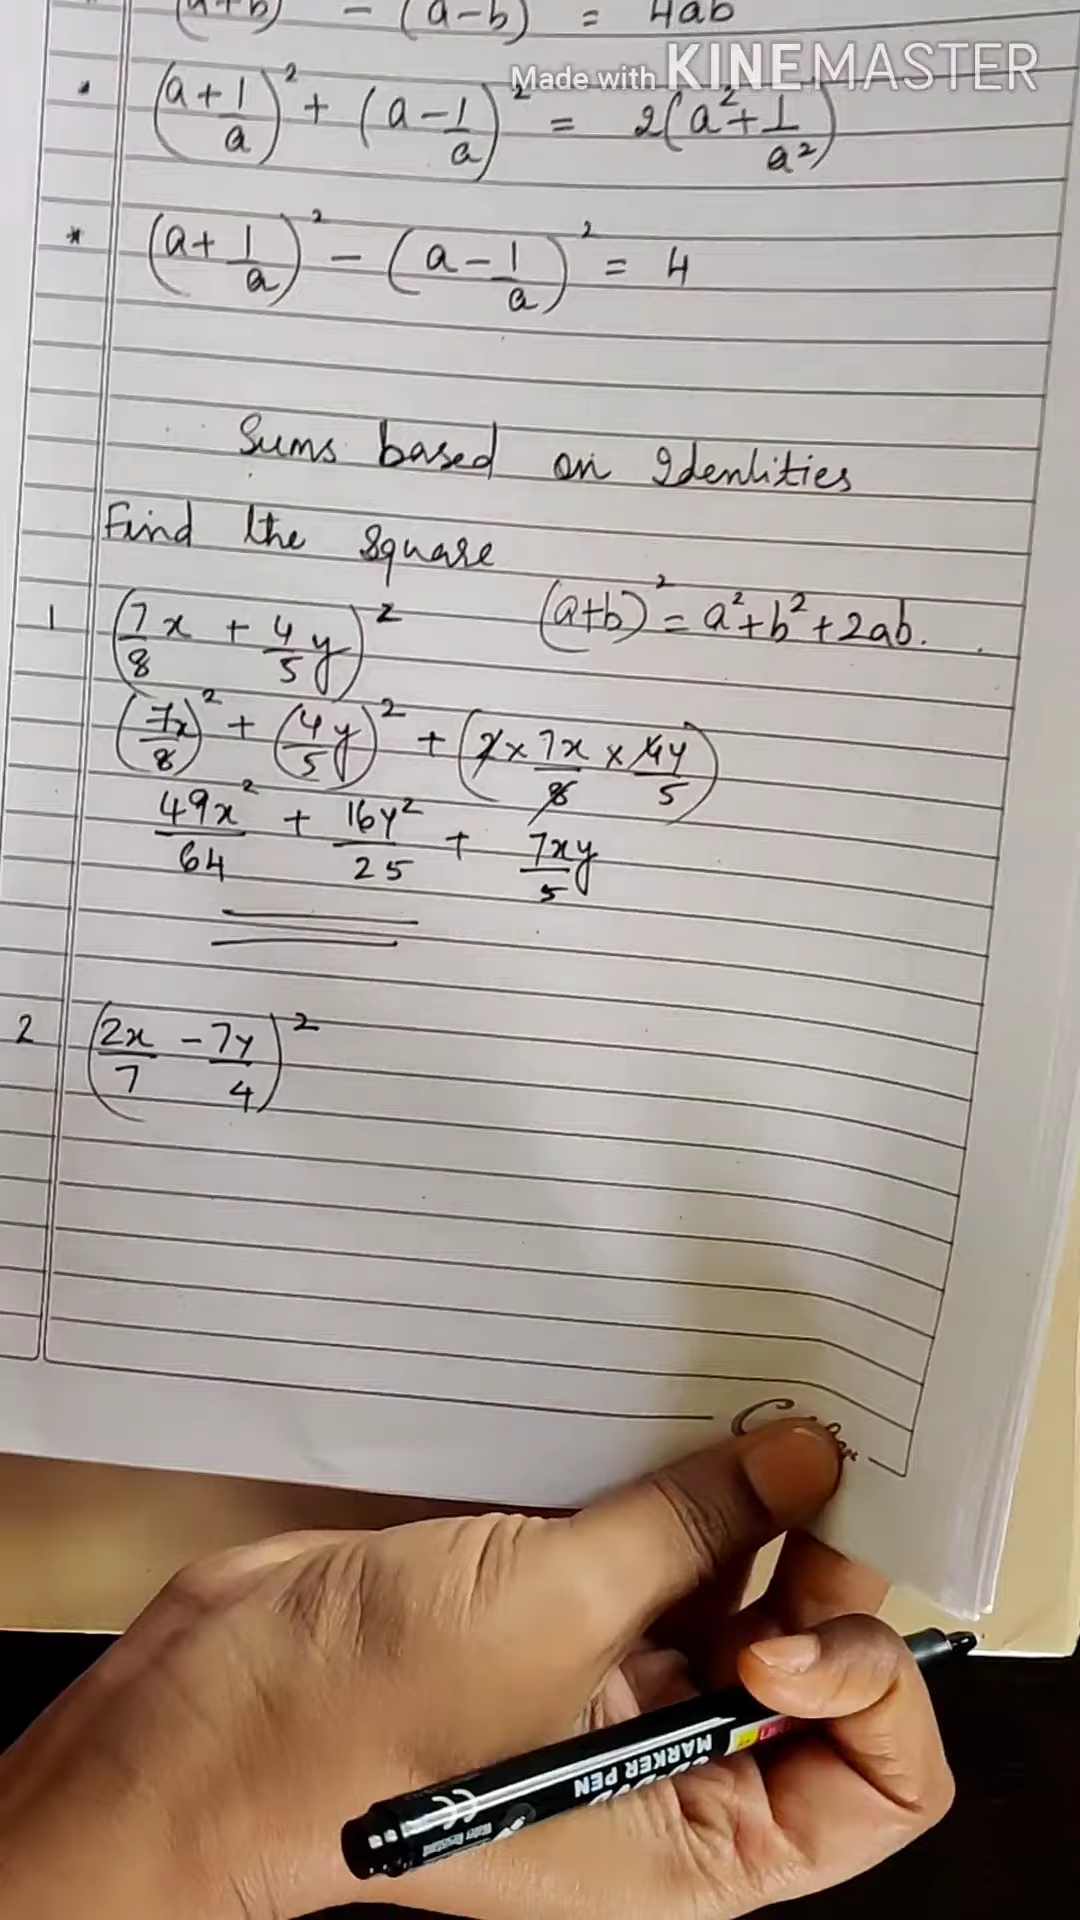 (a+b) - (a-b) = 4ab
Made with KINEMASTER
* (a + 1/a)² + (a - 1/a)² = 2(a² + 1/a²)
* (a + 1/a)² - (a - 1/a)² = 4
Sums based on Identities
Find the square
1 (7/8 x + 4/5 y)² (a+b)² = a² + b² + 2ab.
(7x/8)² + (4/5 y)² + (2 × 7x/8 × 4y/5)
49x²/64 + 16y²/25 + 7xy/5
2 (2x/7 - 7y/4)²
MARKER PEN
CE